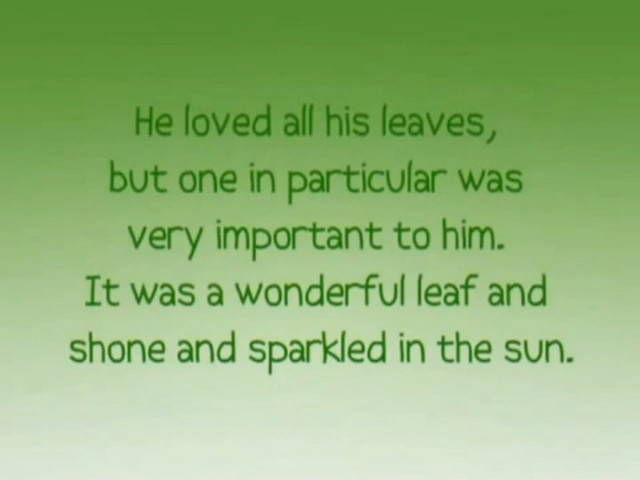 He loved all his leaves,
but one in particular was
very important to him.
It was a wonderful leaf and
shone and sparkled in the sun.